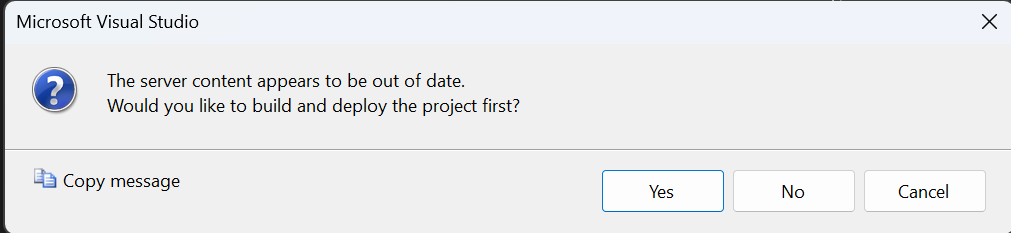 Microsoft Visual Studio
The server content appears to be out of date.
Would you like to build and deploy the project first?
Copy message
Yes
No
Cancel